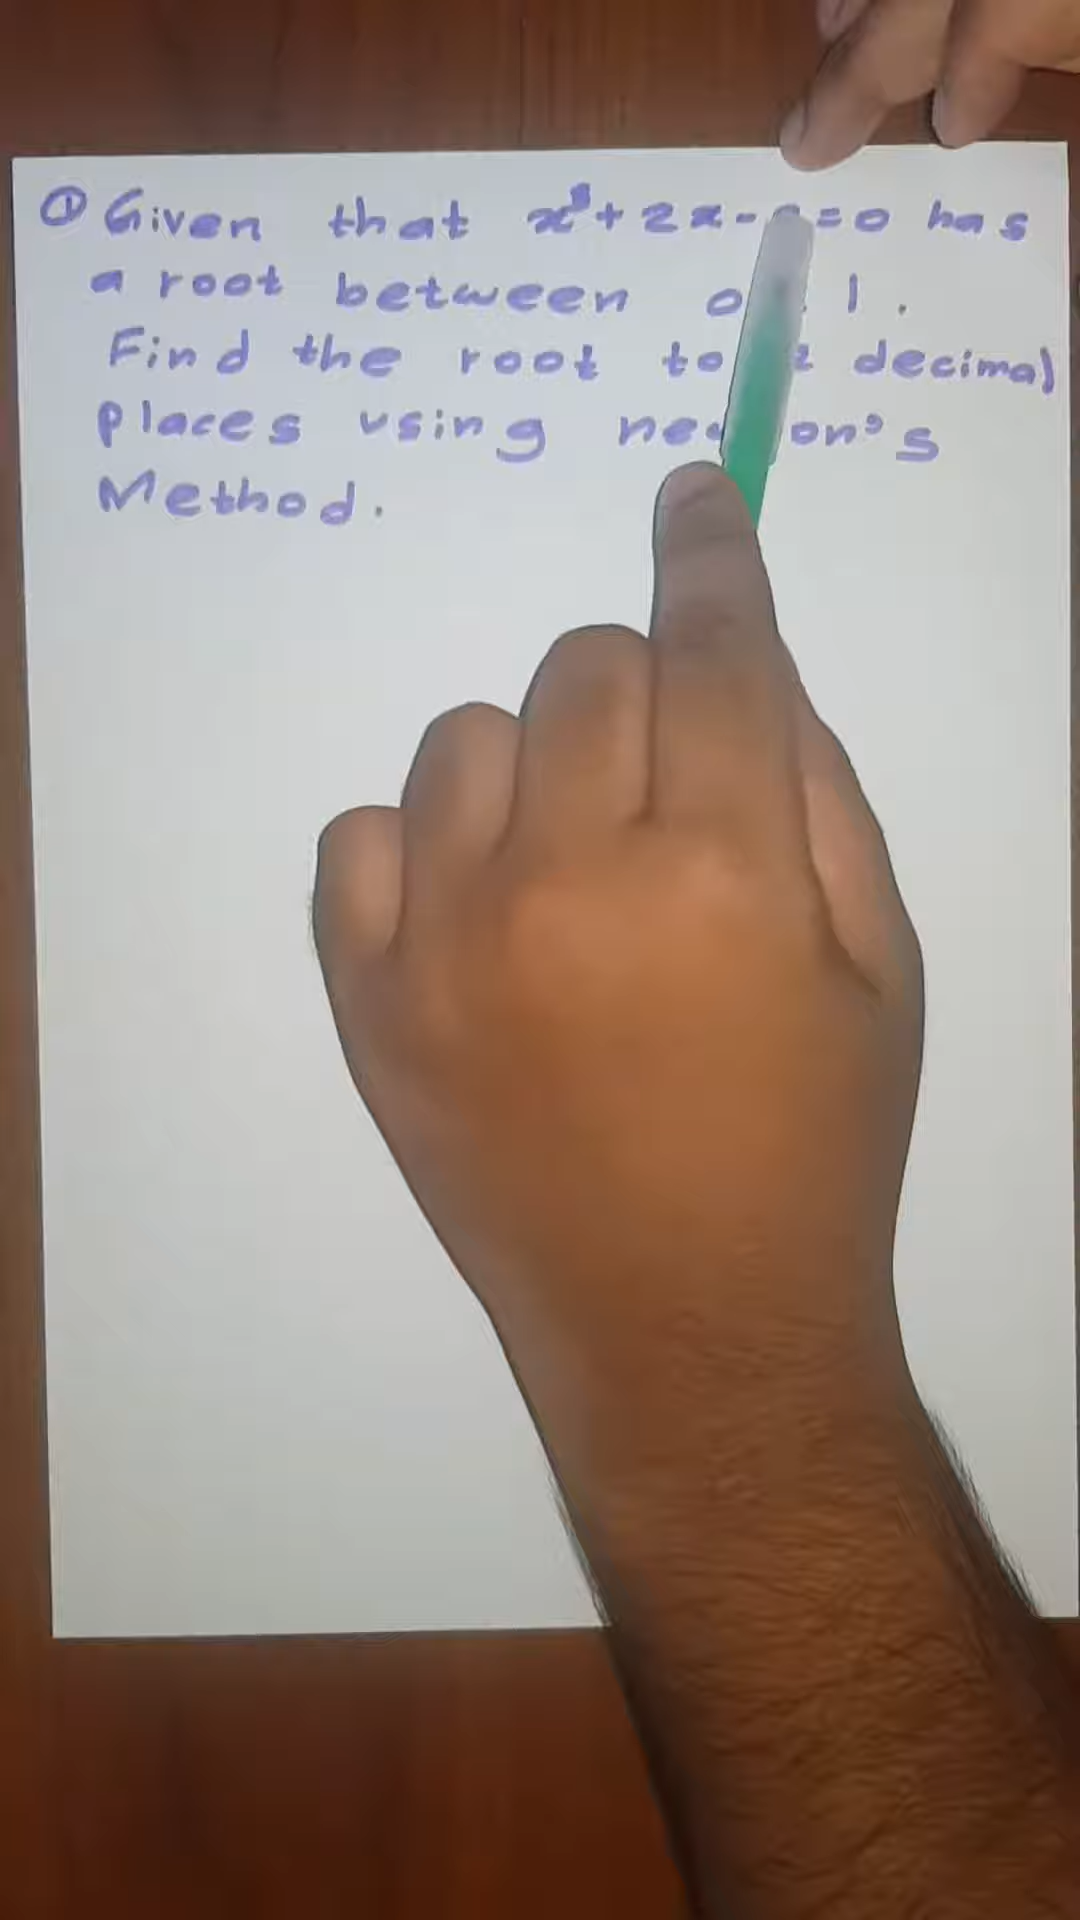 ① Given that x³+2x- =0 has
a root between 0 1.
Find the root to 2 decimal
places using
Method.